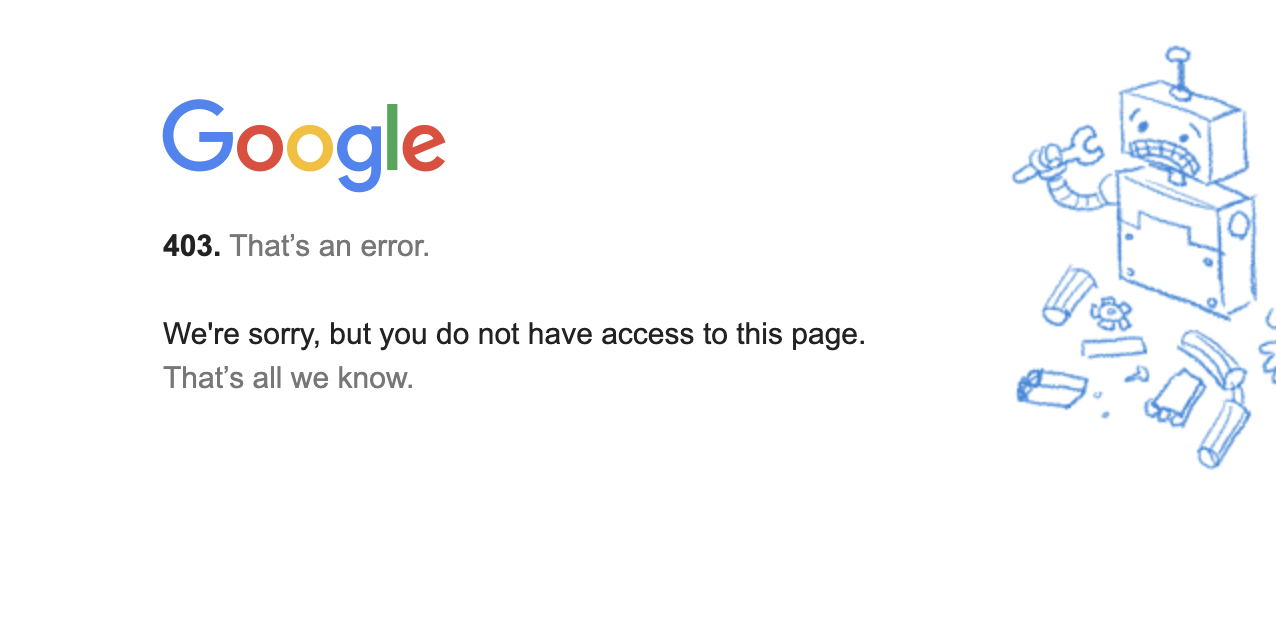 Google
403. That’s an error.
We're sorry, but you do not have access to this page.
That’s all we know.